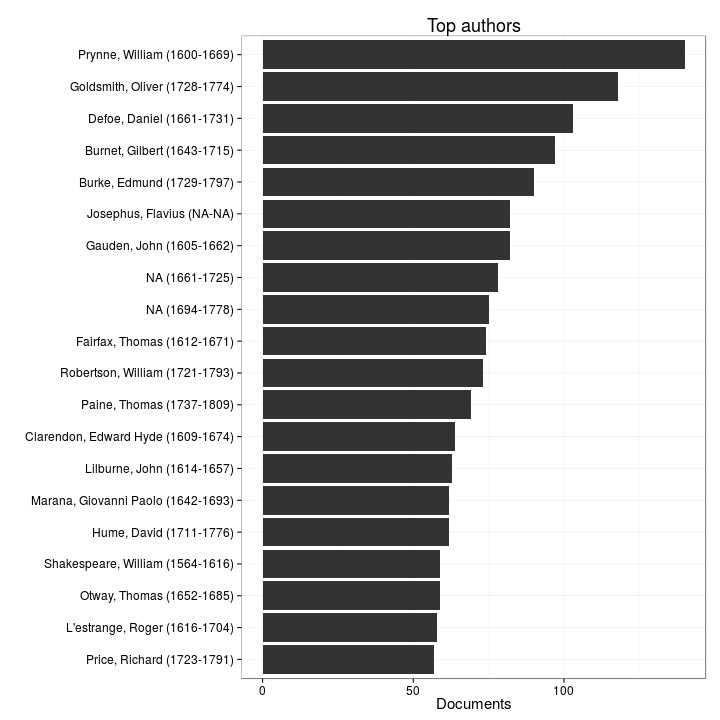 Top authors
Prynne, William (1600-1669)
Goldsmith, Oliver (1728-1774)
Defoe, Daniel (1661-1731)
Burnet, Gilbert (1643-1715)
Burke, Edmund (1729-1797)
Josephus, Flavius (NA-NA)
Gauden, John (1605-1662)
NA (1661-1725)
NA (1694-1778)
Fairfax, Thomas (1612-1671)
Robertson, William (1721-1793)
Paine, Thomas (1737-1809)
Clarendon, Edward Hyde (1609-1674)
Lilburne, John (1614-1657)
Marana, Giovanni Paolo (1642-1693)
Hume, David (1711-1776)
Shakespeare, William (1564-1616)
Otway, Thomas (1652-1685)
L'estrange, Roger (1616-1704)
Price, Richard (1723-1791)
0 50 100
Documents